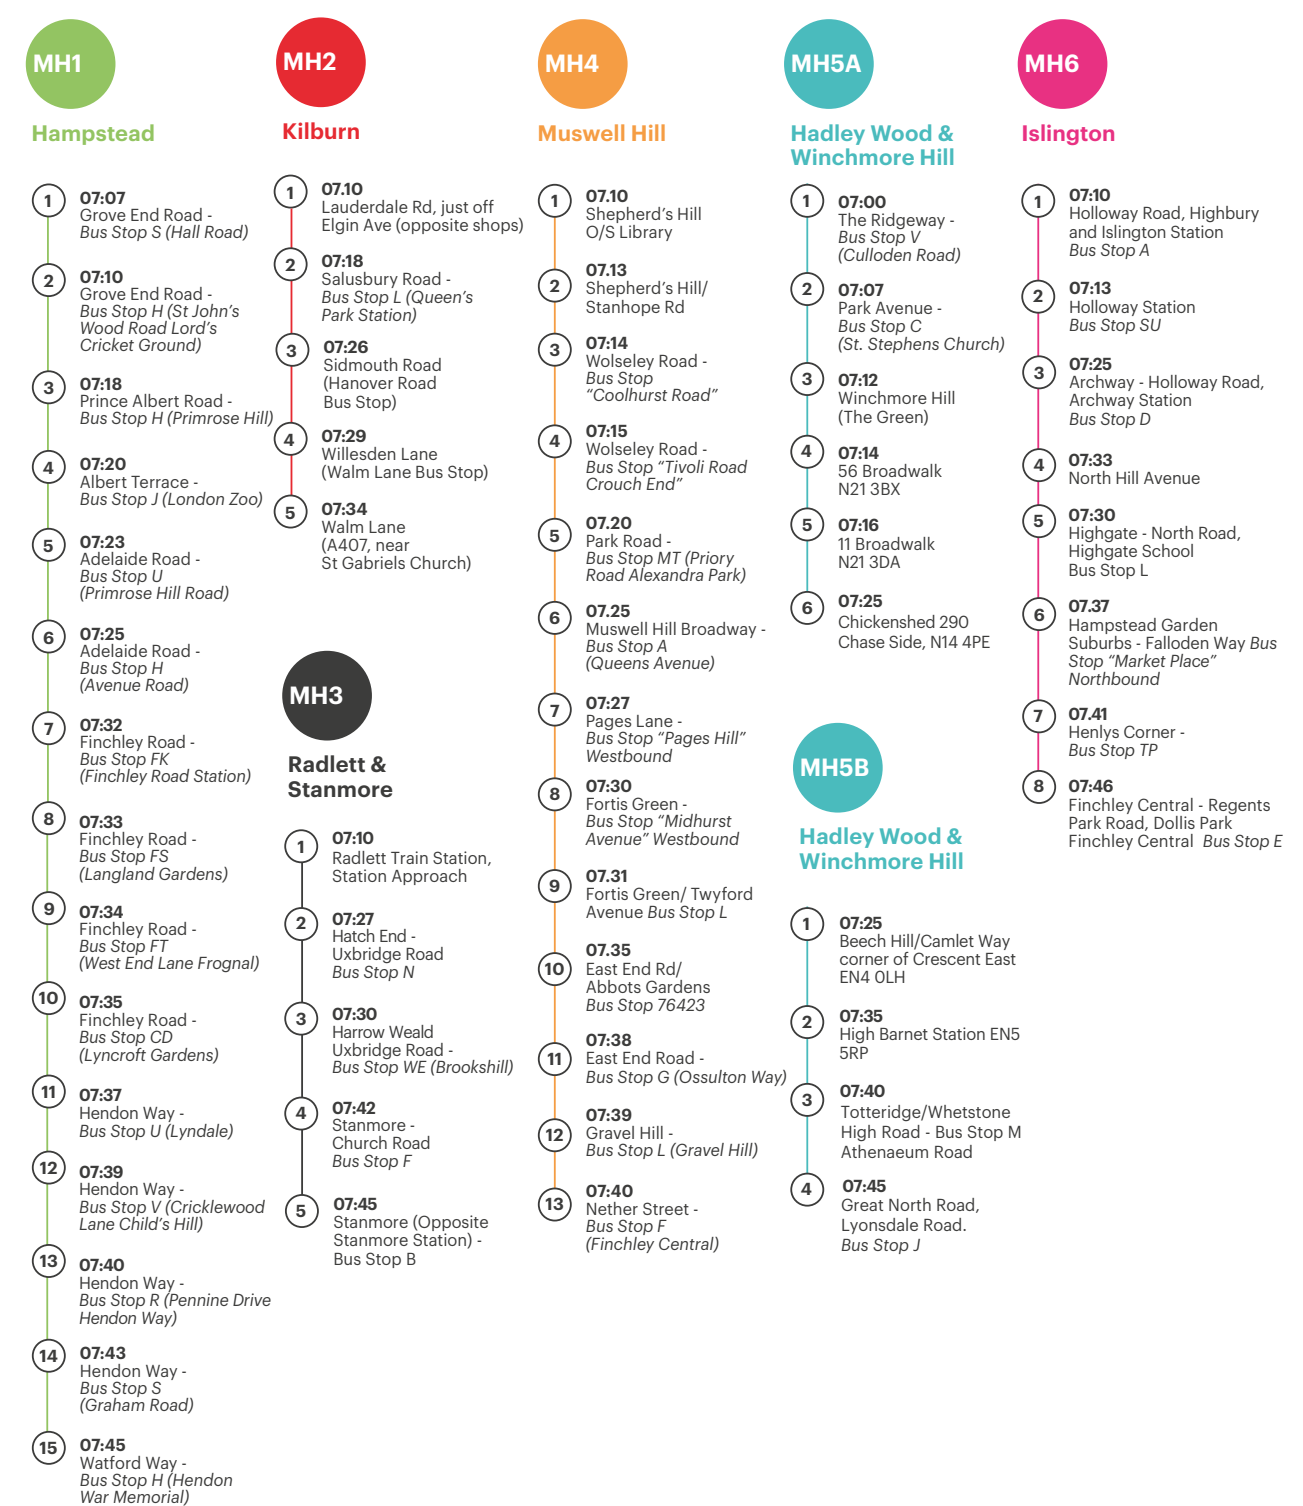 MH1
Hampstead
1
07:07
Grove End Road -
Bus Stop S (Hall Road)
2
07:10
Grove End Road -
Bus Stop H (St John's
Wood Road Lord's
Cricket Ground)
3
07:18
Prince Albert Road -
Bus Stop H (Primrose Hill)
4
07:20
Albert Terrace -
Bus Stop J (London Zoo)
5
07:23
Adelaide Road -
Bus Stop U
(Primrose Hill Road)
6
07:25
Adelaide Road -
Bus Stop H
(Avenue Road)
7
07:32
Finchley Road -
Bus Stop FK
(Finchley Road Station)
8
07:33
Finchley Road -
Bus Stop FS
(Langland Gardens)
9
07:34
Finchley Road -
Bus Stop FT
(West End Lane Frognal)
10
07:35
Finchley Road -
Bus Stop CD
(Lyncroft Gardens)
11
07:37
Hendon Way -
Bus Stop U (Lyndale)
12
07:39
Hendon Way -
Bus Stop V (Cricklewood
Lane Child's Hill)
13
07:40
Hendon Way -
Bus Stop R (Pennine Drive
Hendon Way)
14
07:43
Hendon Way -
Bus Stop S
(Graham Road)
15
07:45
Watford Way -
Bus Stop H (Hendon
War Memorial)
MH2
Kilburn
1
07.10
Lauderdale Rd, just off
Elgin Ave (opposite shops)
2
07:18
Salusbury Road -
Bus Stop L (Queen's
Park Station)
3
07:26
Sidmouth Road
(Hanover Road
Bus Stop)
4
07:29
Willesden Lane
(Walm Lane Bus Stop)
5
07:34
Walm Lane
(A407, near
St Gabriels Church)
MH3
Radlett &
Stanmore
1
07:10
Radlett Train Station,
Station Approach
2
07:27
Hatch End -
Uxbridge Road
Bus Stop N
3
07:30
Harrow Weald
Uxbridge Road -
Bus Stop WE (Brookshill)
4
07:42
Stanmore -
Church Road
Bus Stop F
5
07:45
Stanmore (Opposite
Stanmore Station) -
Bus Stop B
MH4
Muswell Hill
1
07.10
Shepherd's Hill
O/S Library
2
07.13
Shepherd's Hill/
Stanhope Rd
3
07:14
Wolseley Road -
Bus Stop
"Coolhurst Road"
4
07:15
Wolseley Road -
Bus Stop "Tivoli Road
Crouch End"
5
07.20
Park Road -
Bus Stop MT (Priory
Road Alexandra Park)
6
07.25
Muswell Hill Broadway -
Bus Stop A
(Queens Avenue)
7
07:27
Pages Lane -
Bus Stop "Pages Hill"
Westbound
8
07:30
Fortis Green -
Bus Stop "Midhurst
Avenue" Westbound
9
07.31
Fortis Green/ Twyford
Avenue Bus Stop L
10
07.35
East End Rd/
Abbots Gardens
Bus Stop 76423
11
07:38
East End Road -
Bus Stop G (Ossulton Way)
12
07:39
Gravel Hill -
Bus Stop L (Gravel Hill)
13
07:40
Nether Street -
Bus Stop F
(Finchley Central)
MH5A
Hadley Wood &
Winchmore Hill
1
07:00
The Ridgeway -
Bus Stop V
(Culloden Road)
2
07:07
Park Avenue -
Bus Stop C
(St. Stephens Church)
3
07:12
Winchmore Hill
(The Green)
4
07:14
56 Broadwalk
N21 3BX
5
07:16
11 Broadwalk
N21 3DA
6
07:25
Chickenshed 290
Chase Side, N14 4PE
MH5B
Hadley Wood &
Winchmore Hill
1
07:25
Beech Hill/Camlet Way
corner of Crescent East
EN4 0LH
2
07:35
High Barnet Station EN5
5RP
3
07:40
Totteridge/Whetstone
High Road - Bus Stop M
Athenaeum Road
4
07:45
Great North Road,
Lyonsdale Road.
Bus Stop J
MH6
Islington
1
07:10
Holloway Road, Highbury
and Islington Station
Bus Stop A
2
07:13
Holloway Station
Bus Stop SU
3
07:25
Archway - Holloway Road,
Archway Station
Bus Stop D
4
07:33
North Hill Avenue
5
07:30
Highgate - North Road,
Highgate School
Bus Stop L
6
07.37
Hampstead Garden
Suburbs - Falloden Way Bus
Stop "Market Place"
Northbound
7
07.41
Henlys Corner -
Bus Stop TP
8
07:46
Finchley Central - Regents
Park Road, Dollis Park
Finchley Central Bus Stop E